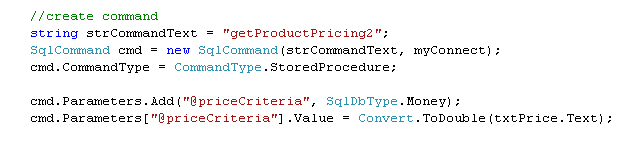 //create command
string strCommandText = "getProductPricing2";
SqlCommand cmd = new SqlCommand(strCommandText, myConnect);
cmd.CommandType = CommandType.StoredProcedure;
cmd.Parameters.Add("@priceCriteria", SqlDbType.Money);
cmd.Parameters["@priceCriteria"].Value = Convert.ToDouble(txtPrice.Text);